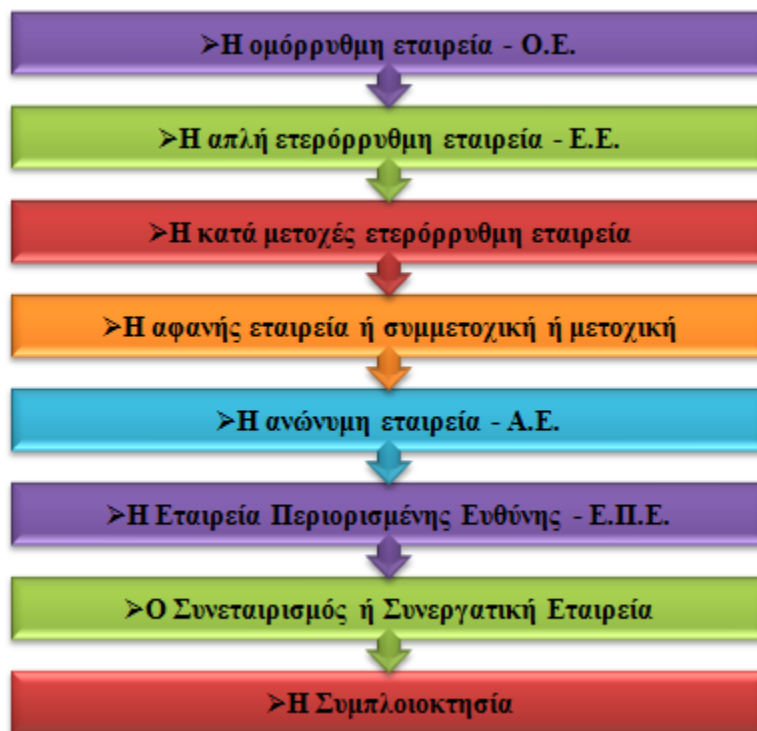 ➢Η ομόρρυθμη εταιρεία - Ο.Ε.
➢Η απλή ετερόρρυθμη εταιρεία - Ε.Ε.
➢Η κατά μετοχές ετερόρρυθμη εταιρεία
➢Η αφανής εταιρεία ή συμμετοχική ή μετοχική
➢Η ανώνυμη εταιρεία - Α.Ε.
➢Η Εταιρεία Περιορισμένης Ευθύνης - Ε.Π.Ε.
➢Ο Συνεταιρισμός ή Συνεργατική Εταιρεία
➢Η Συμπλοιοκτησία